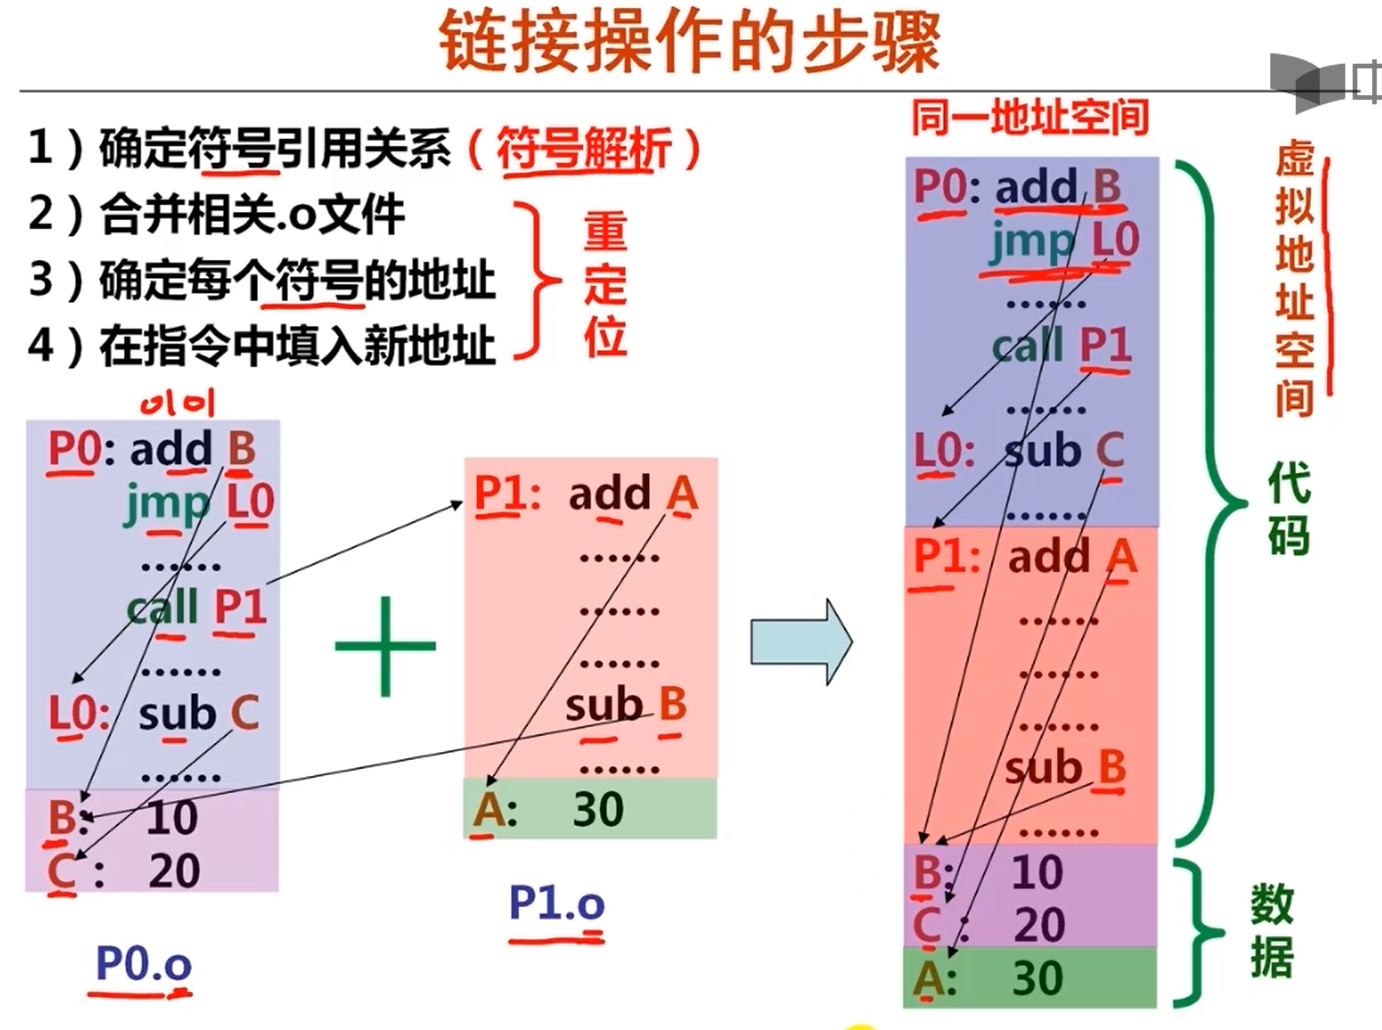 链接操作的步骤
1）确定符号引用关系（符号解析）
2）合并相关.o文件
3）确定每个符号的地址
4）在指令中填入新地址
重定位
0101
P0: add B
jmp L0
......
call P1
......
L0: sub C
......
B: 10
C: 20
P0.o
P1: add A
......
......
......
sub B
......
A: 30
P1.o
同一地址空间
P0: add B
jmp L0
......
call P1
......
L0: sub C
......
P1: add A
......
......
......
sub B
......
B: 10
C: 20
A: 30
虚拟地址空间
代码
数据